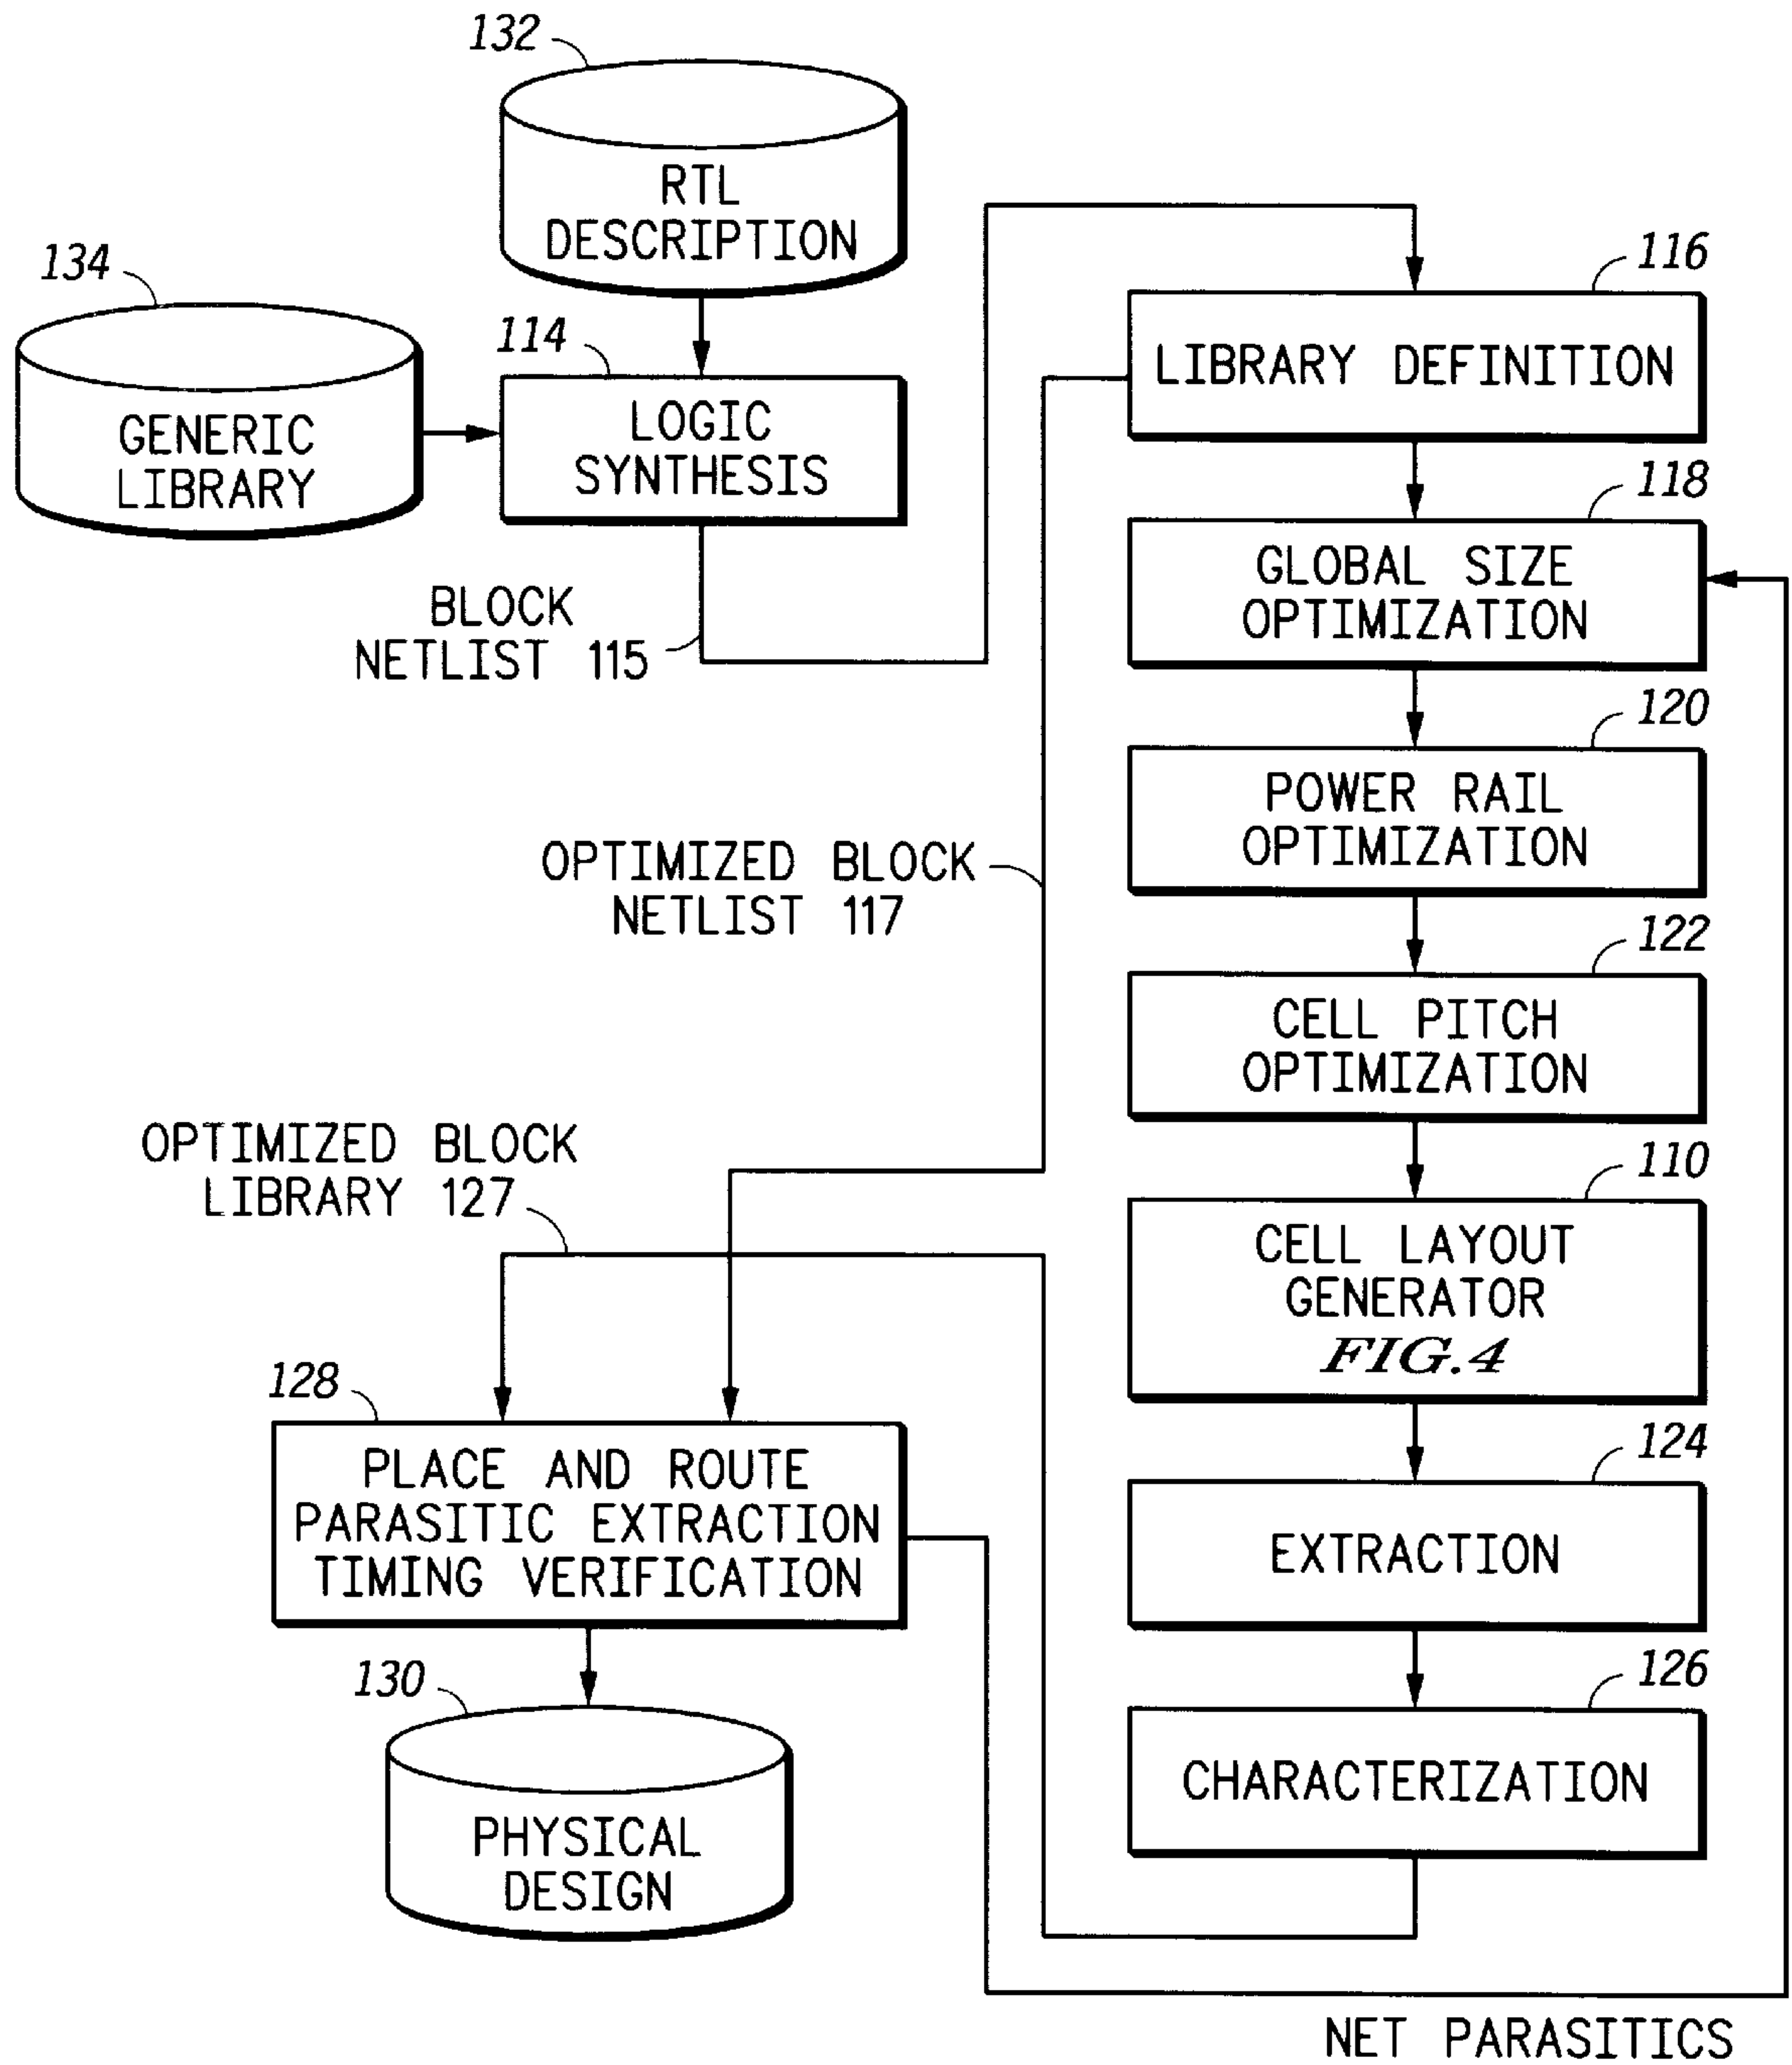 132
RTL
DESCRIPTION
134
GENERIC
LIBRARY
114
LOGIC
SYNTHESIS
BLOCK
NETLIST 115
116
LIBRARY DEFINITION
118
GLOBAL SIZE
OPTIMIZATION
120
POWER RAIL
OPTIMIZATION
OPTIMIZED BLOCK
NETLIST 117
122
CELL PITCH
OPTIMIZATION
OPTIMIZED BLOCK
LIBRARY 127
110
CELL LAYOUT
GENERATOR
FIG.4
128
PLACE AND ROUTE
PARASITIC EXTRACTION
TIMING VERIFICATION
124
EXTRACTION
130
PHYSICAL
DESIGN
126
CHARACTERIZATION
NET PARASITICS